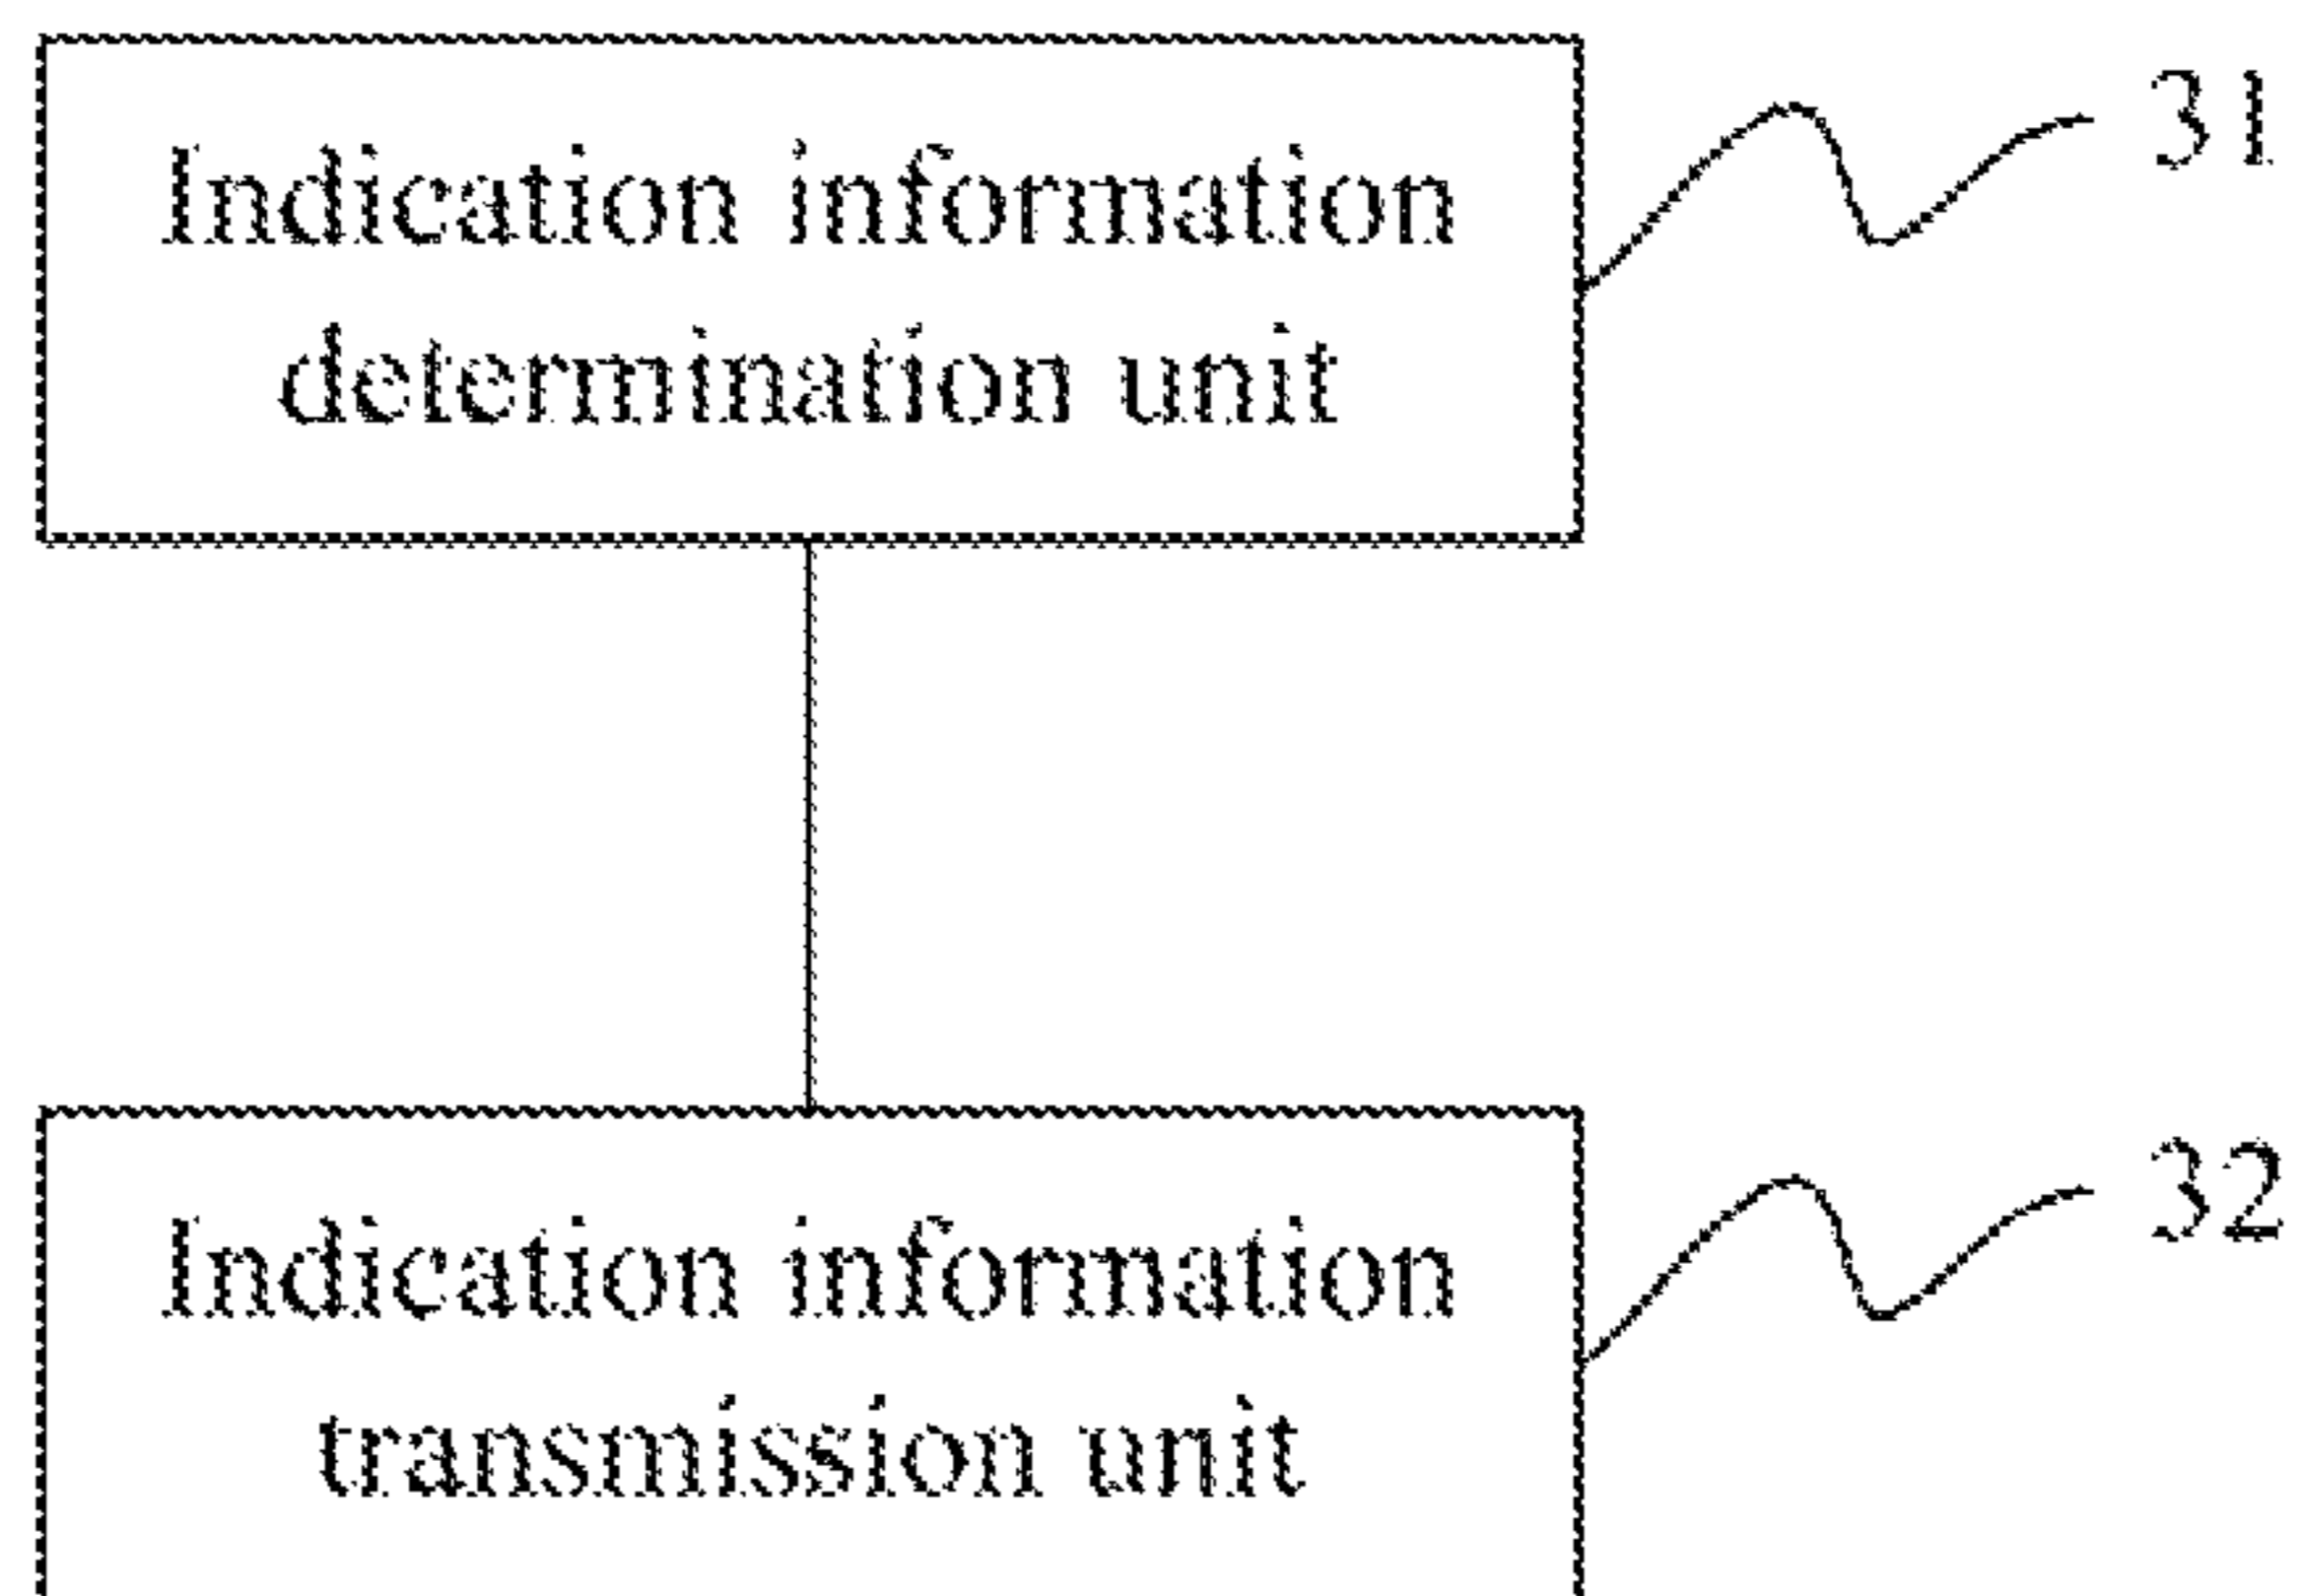 Indication information
determination unit
31
Indication information
transmission unit
32